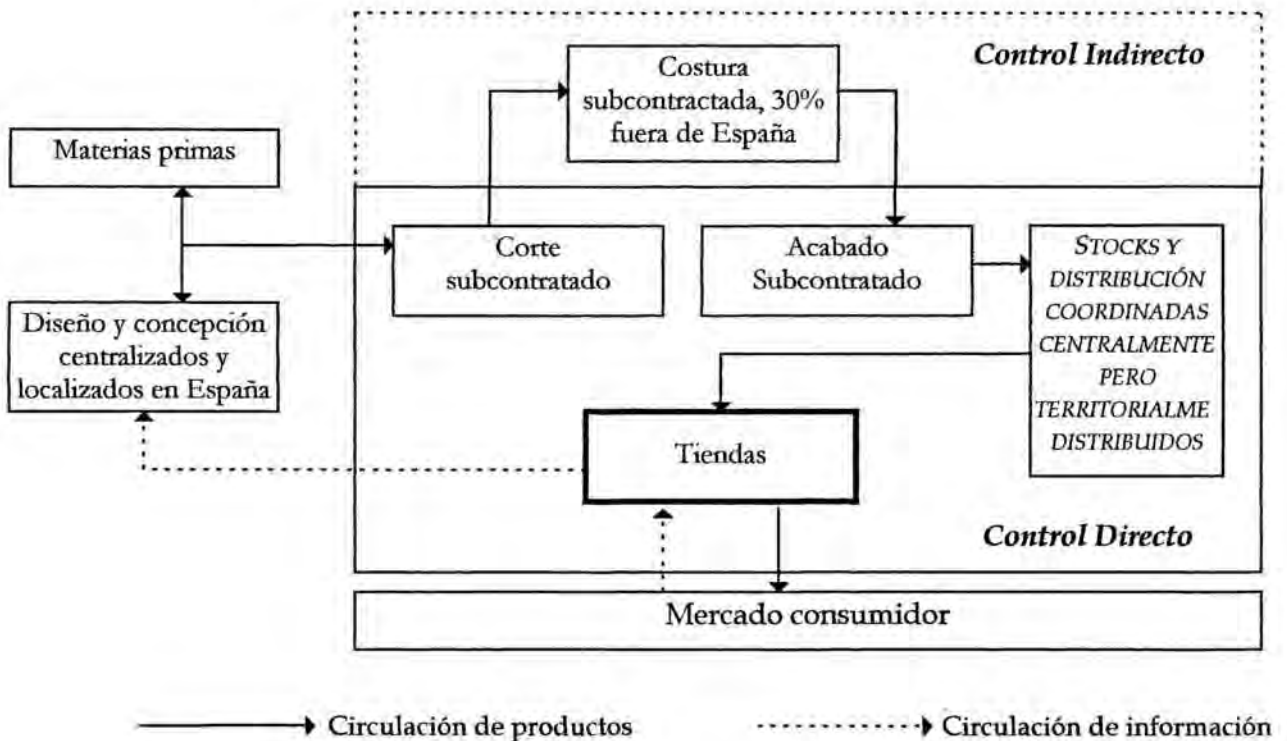 Control Indirecto
Costura
subcontractada, 30%
fuera de España
Materias primas
Corte
subcontratado
Acabado
Subcontratado
STOCKS Y
DISTRIBUCIÓN
COORDINADAS
CENTRALMENTE
PERO
TERRITORIALME
DISTRIBUIDOS
Diseño y concepción
centralizados y
localizados en España
Tiendas
Control Directo
Mercado consumidor
Circulación de productos
Circulación de información